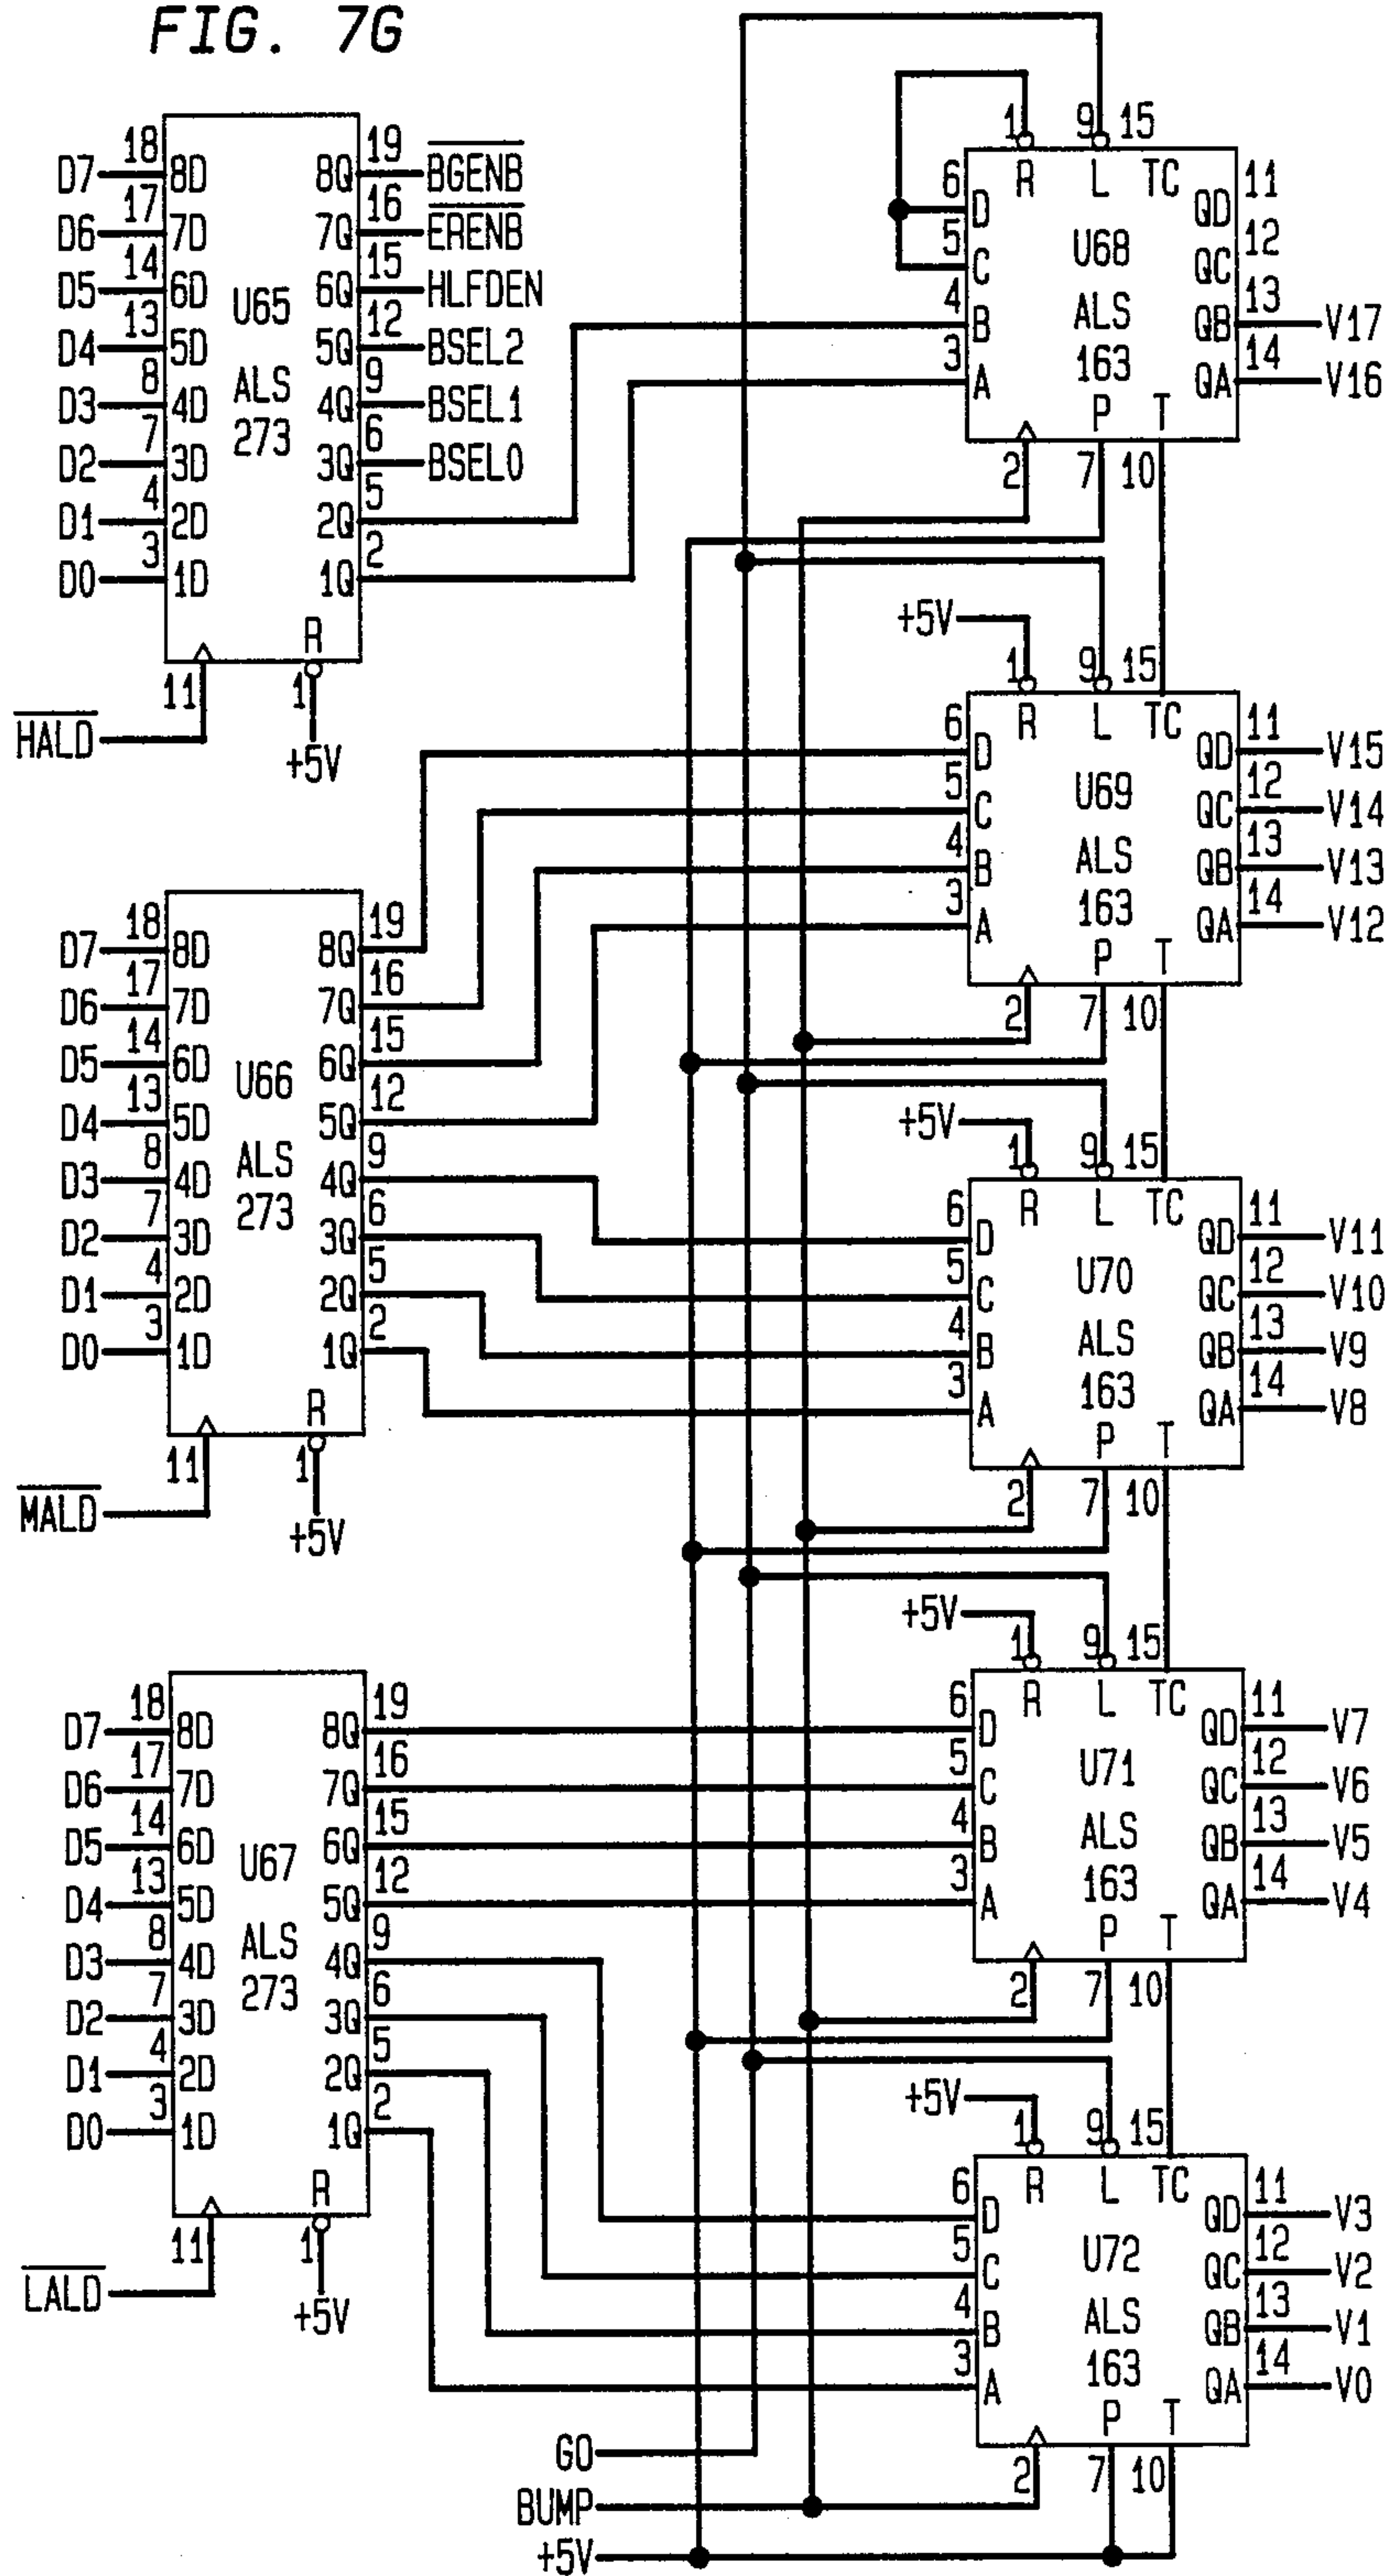 FIG. 7G
U65
ALS
273
D7 18 8D 8Q 19 BGENB
D6 17 7D 7Q 16 ERENB
D5 14 6D 6Q 15 HLFDEN
D4 13 5D 5Q 12 BSEL2
D3 8 4D 4Q 9 BSEL1
D2 7 3D 3Q 6 BSEL0
D1 4 2D 2Q 5
D0 3 1D 1Q 2
R
11 1
HALD +5V
1 9 15
R L TC
U68
ALS
163
6 D QD 11
5 C QC 12
4 B QB 13 V17
3 A QA 14 V16
P T
2 7 10
+5V
1 9 15
R L TC
U69
ALS
163
6 D QD 11 V15
5 C QC 12 V14
4 B QB 13 V13
3 A QA 14 V12
P T
2 7 10
U66
ALS
273
D7 18 8D 8Q 19
D6 17 7D 7Q 16
D5 14 6D 6Q 15
D4 13 5D 5Q 12
D3 8 4D 4Q 9
D2 7 3D 3Q 6
D1 4 2D 2Q 5
D0 3 1D 1Q 2
R
11 1
MALD +5V
+5V
1 9 15
R L TC
U70
ALS
163
6 D QD 11 V11
5 C QC 12 V10
4 B QB 13 V9
3 A QA 14 V8
P T
2 7 10
+5V
1 9 15
R L TC
U71
ALS
163
6 D QD 11 V7
5 C QC 12 V6
4 B QB 13 V5
3 A QA 14 V4
P T
2 7 10
U67
ALS
273
D7 18 8D 8Q 19
D6 17 7D 7Q 16
D5 14 6D 6Q 15
D4 13 5D 5Q 12
D3 8 4D 4Q 9
D2 7 3D 3Q 6
D1 4 2D 2Q 5
D0 3 1D 1Q 2
R
11 1
LALD +5V
+5V
1 9 15
R L TC
U72
ALS
163
6 D QD 11 V3
5 C QC 12 V2
4 B QB 13 V1
3 A QA 14 V0
P T
2 7 10
GO
BUMP
+5V